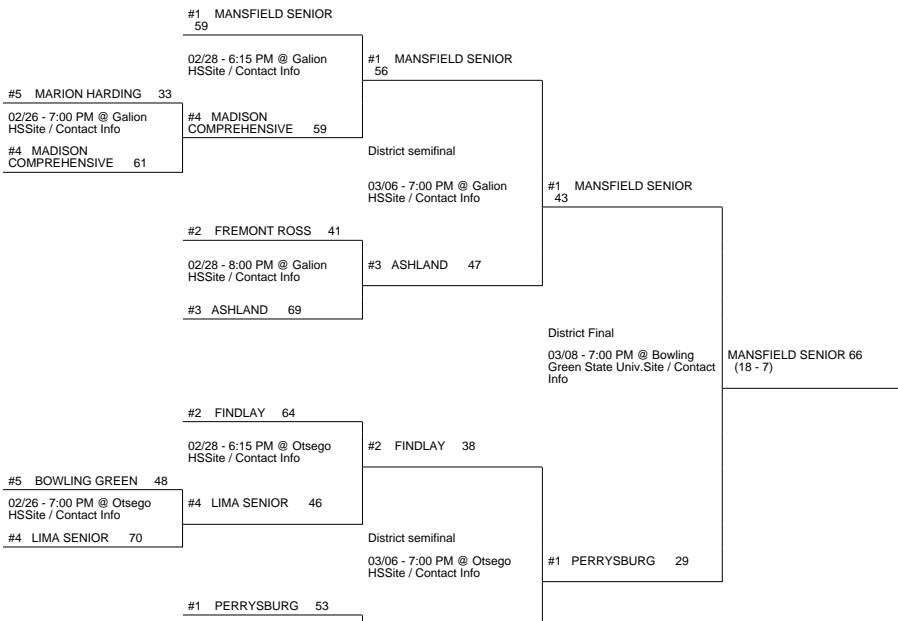 #1 MANSFIELD SENIOR
59
02/28 - 6:15 PM @ Galion
HSSite / Contact Info
#1 MANSFIELD SENIOR
56
#5 MARION HARDING 33
02/26 - 7:00 PM @ Galion
HSSite / Contact Info
#4 MADISON
COMPREHENSIVE 59
#4 MADISON
COMPREHENSIVE 61
District semifinal
03/06 - 7:00 PM @ Galion
HSSite / Contact Info
#1 MANSFIELD SENIOR
43
#2 FREMONT ROSS 41
02/28 - 8:00 PM @ Galion
HSSite / Contact Info
#3 ASHLAND 47
#3 ASHLAND 69
District Final
03/08 - 7:00 PM @ Bowling
Green State Univ.Site / Contact
Info
MANSFIELD SENIOR 66
(18 - 7)
#2 FINDLAY 64
02/28 - 6:15 PM @ Otsego
HSSite / Contact Info
#2 FINDLAY 38
#5 BOWLING GREEN 48
02/26 - 7:00 PM @ Otsego
HSSite / Contact Info
#4 LIMA SENIOR 46
#4 LIMA SENIOR 70
District semifinal
03/06 - 7:00 PM @ Otsego
HSSite / Contact Info
#1 PERRYSBURG 29
#1 PERRYSBURG 53